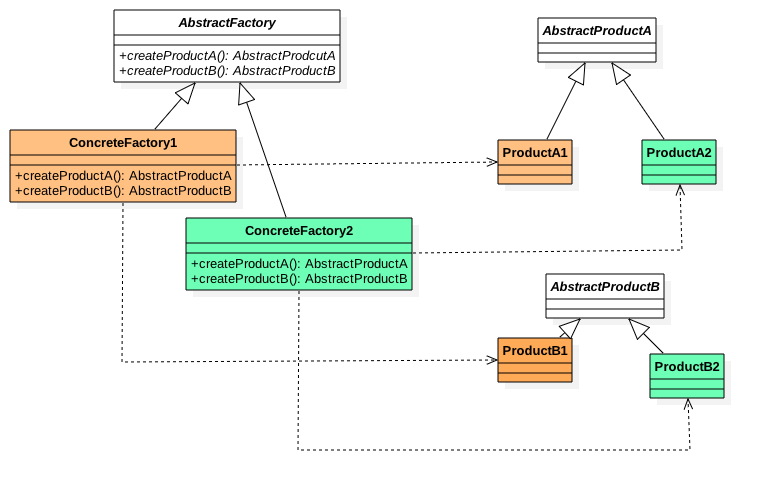 AbstractFactory
+createProductA(): AbstractProdcutA
+createProductB(): AbstractProductB
AbstractProductA
ConcreteFactory1
+createProductA(): AbstractProductA
+createProductB(): AbstractProductB
ProductA1
ProductA2
ConcreteFactory2
+createProductA(): AbstractProductA
+createProductB(): AbstractProductB
AbstractProductB
ProductB1
ProductB2